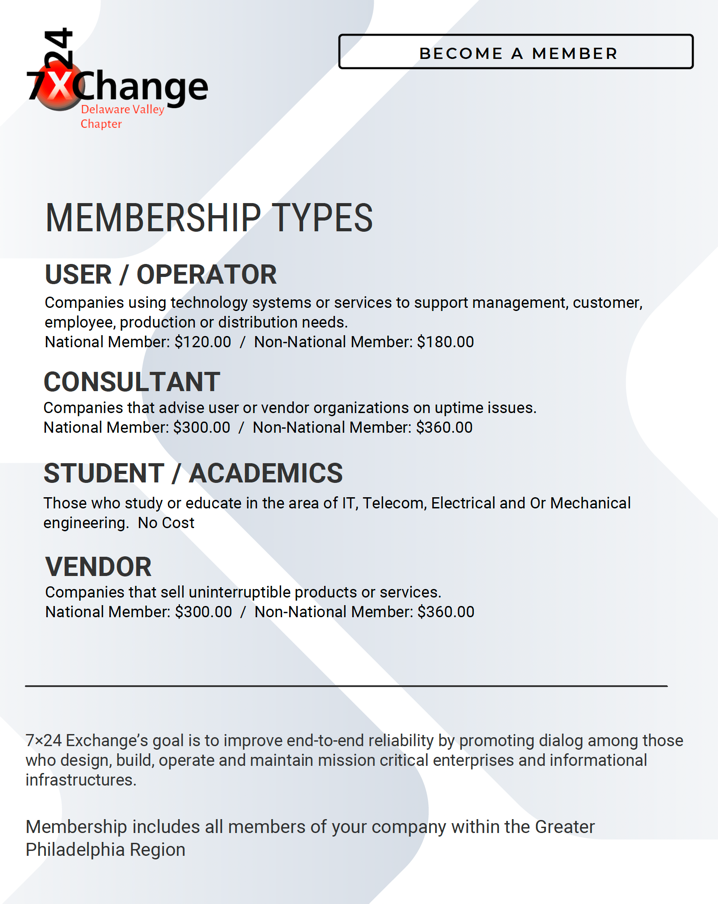 7x24 Change
Delaware Valley
Chapter
BECOME A MEMBER
MEMBERSHIP TYPES
USER / OPERATOR
Companies using technology systems or services to support management, customer,
employee, production or distribution needs.
National Member: $120.00 / Non-National Member: $180.00
CONSULTANT
Companies that advise user or vendor organizations on uptime issues.
National Member: $300.00 / Non-National Member: $360.00
STUDENT / ACADEMICS
Those who study or educate in the area of IT, Telecom, Electrical and Or Mechanical
engineering. No Cost
VENDOR
Companies that sell uninterruptible products or services.
National Member: $300.00 / Non-National Member: $360.00
7×24 Exchange’s goal is to improve end-to-end reliability by promoting dialog among those
who design, build, operate and maintain mission critical enterprises and informational
infrastructures.
Membership includes all members of your company within the Greater
Philadelphia Region